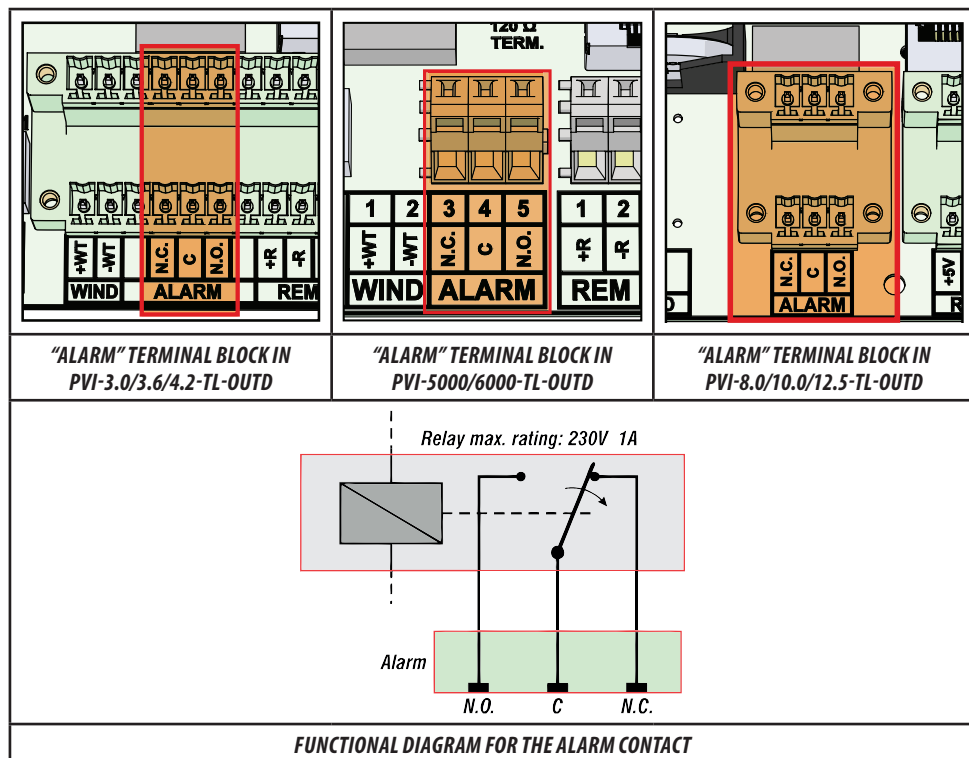 +WT
-WT
N.C.
C
N.O.
+R
-R
WIND
ALARM
REM
"ALARM" TERMINAL BLOCK IN
PVI-3.0/3.6/4.2-TL-OUTD
120 Ω
TERM.
1
2
3
4
5
1
2
+WT
-WT
N.C.
C
N.O.
+R
-R
WIND
ALARM
REM
"ALARM" TERMINAL BLOCK IN
PVI-5000/6000-TL-OUTD
N.C.
C
N.O.
+5V
ALARM
"ALARM" TERMINAL BLOCK IN
PVI-8.0/10.0/12.5-TL-OUTD
Relay max. rating: 230V 1A
Alarm
N.O.
C
N.C.
FUNCTIONAL DIAGRAM FOR THE ALARM CONTACT